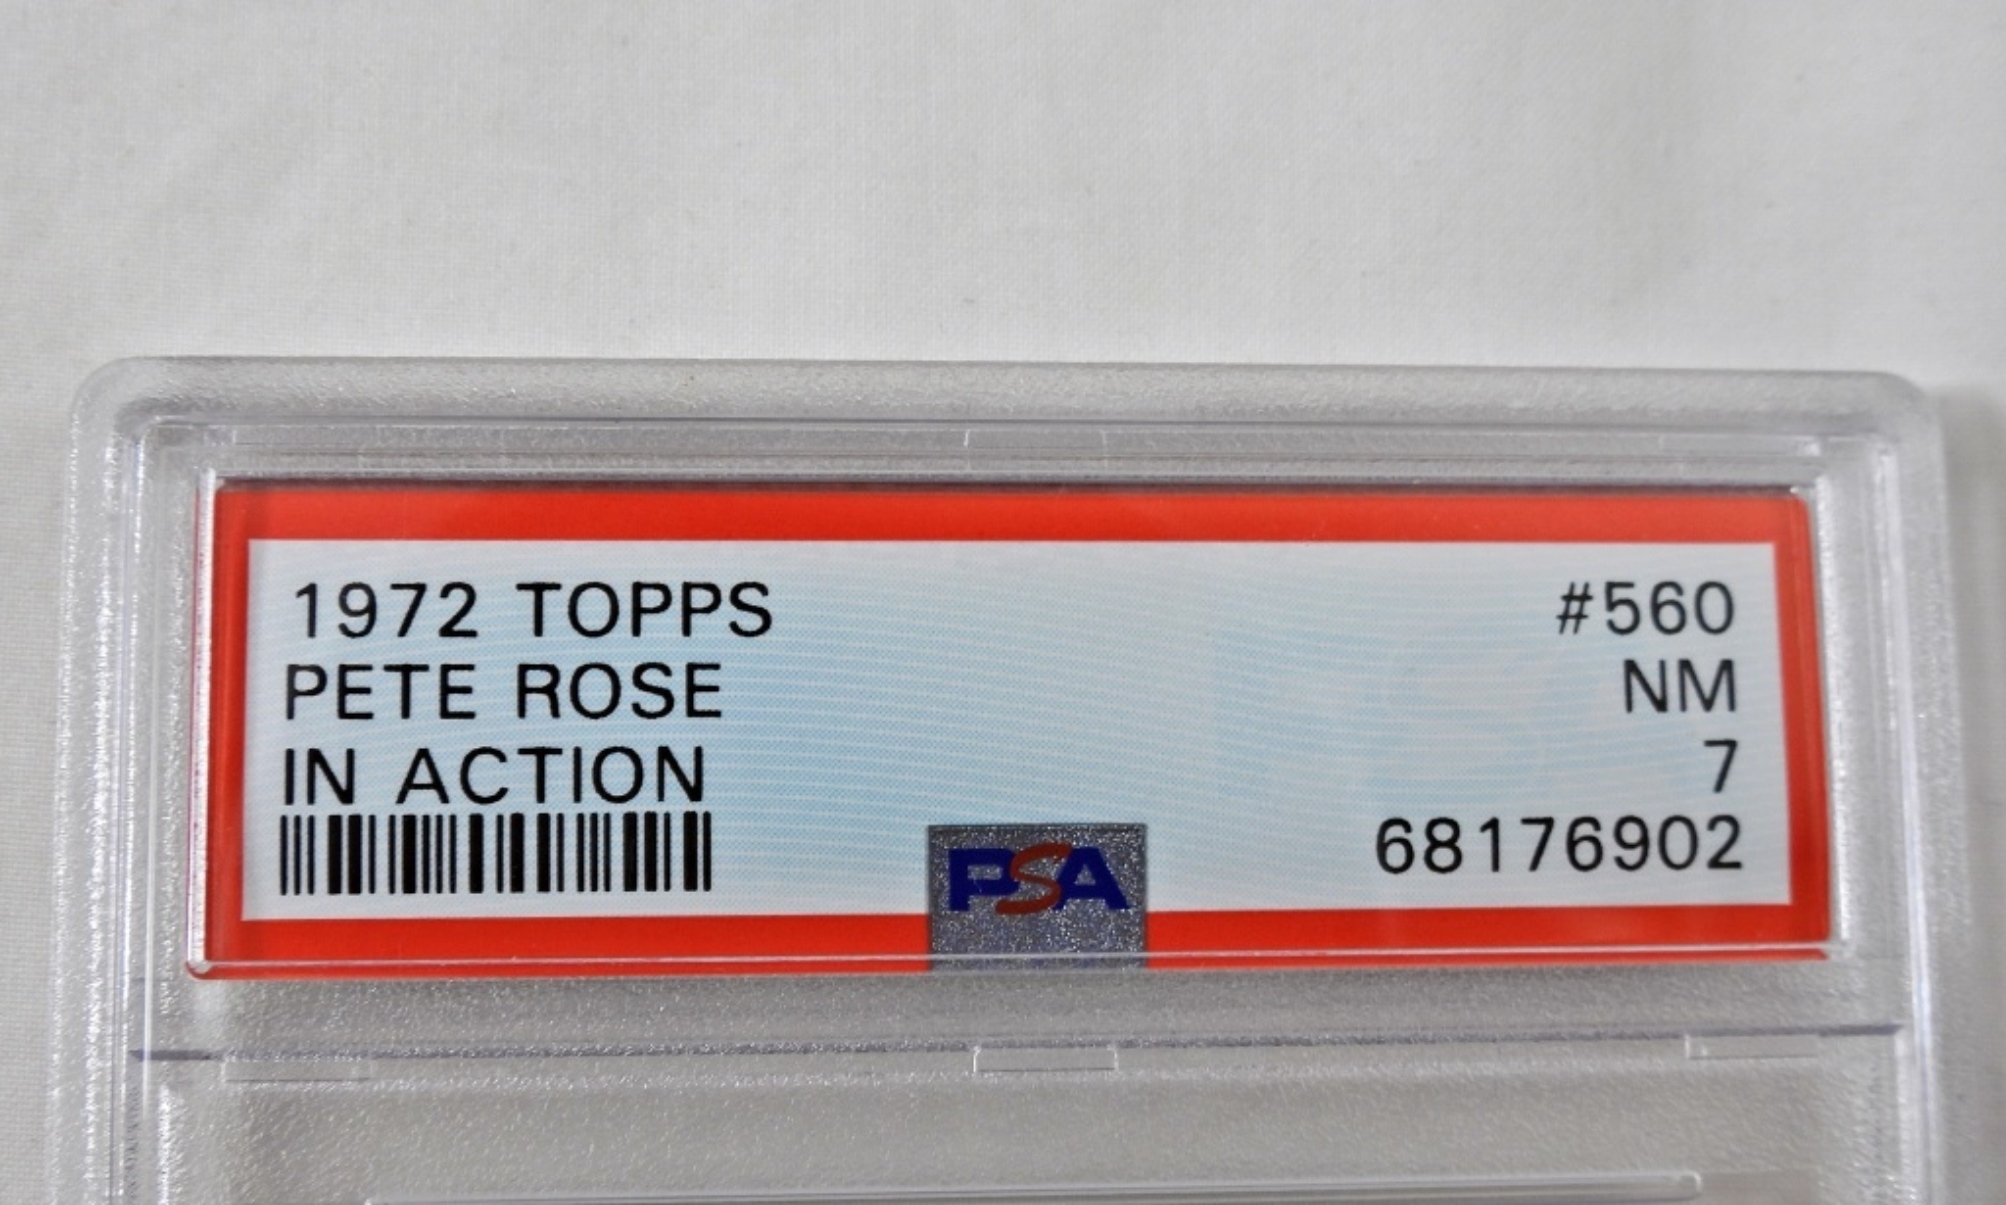 1972 TOPPS #560
PETE ROSE NM
IN ACTION 7
68176902
PSA